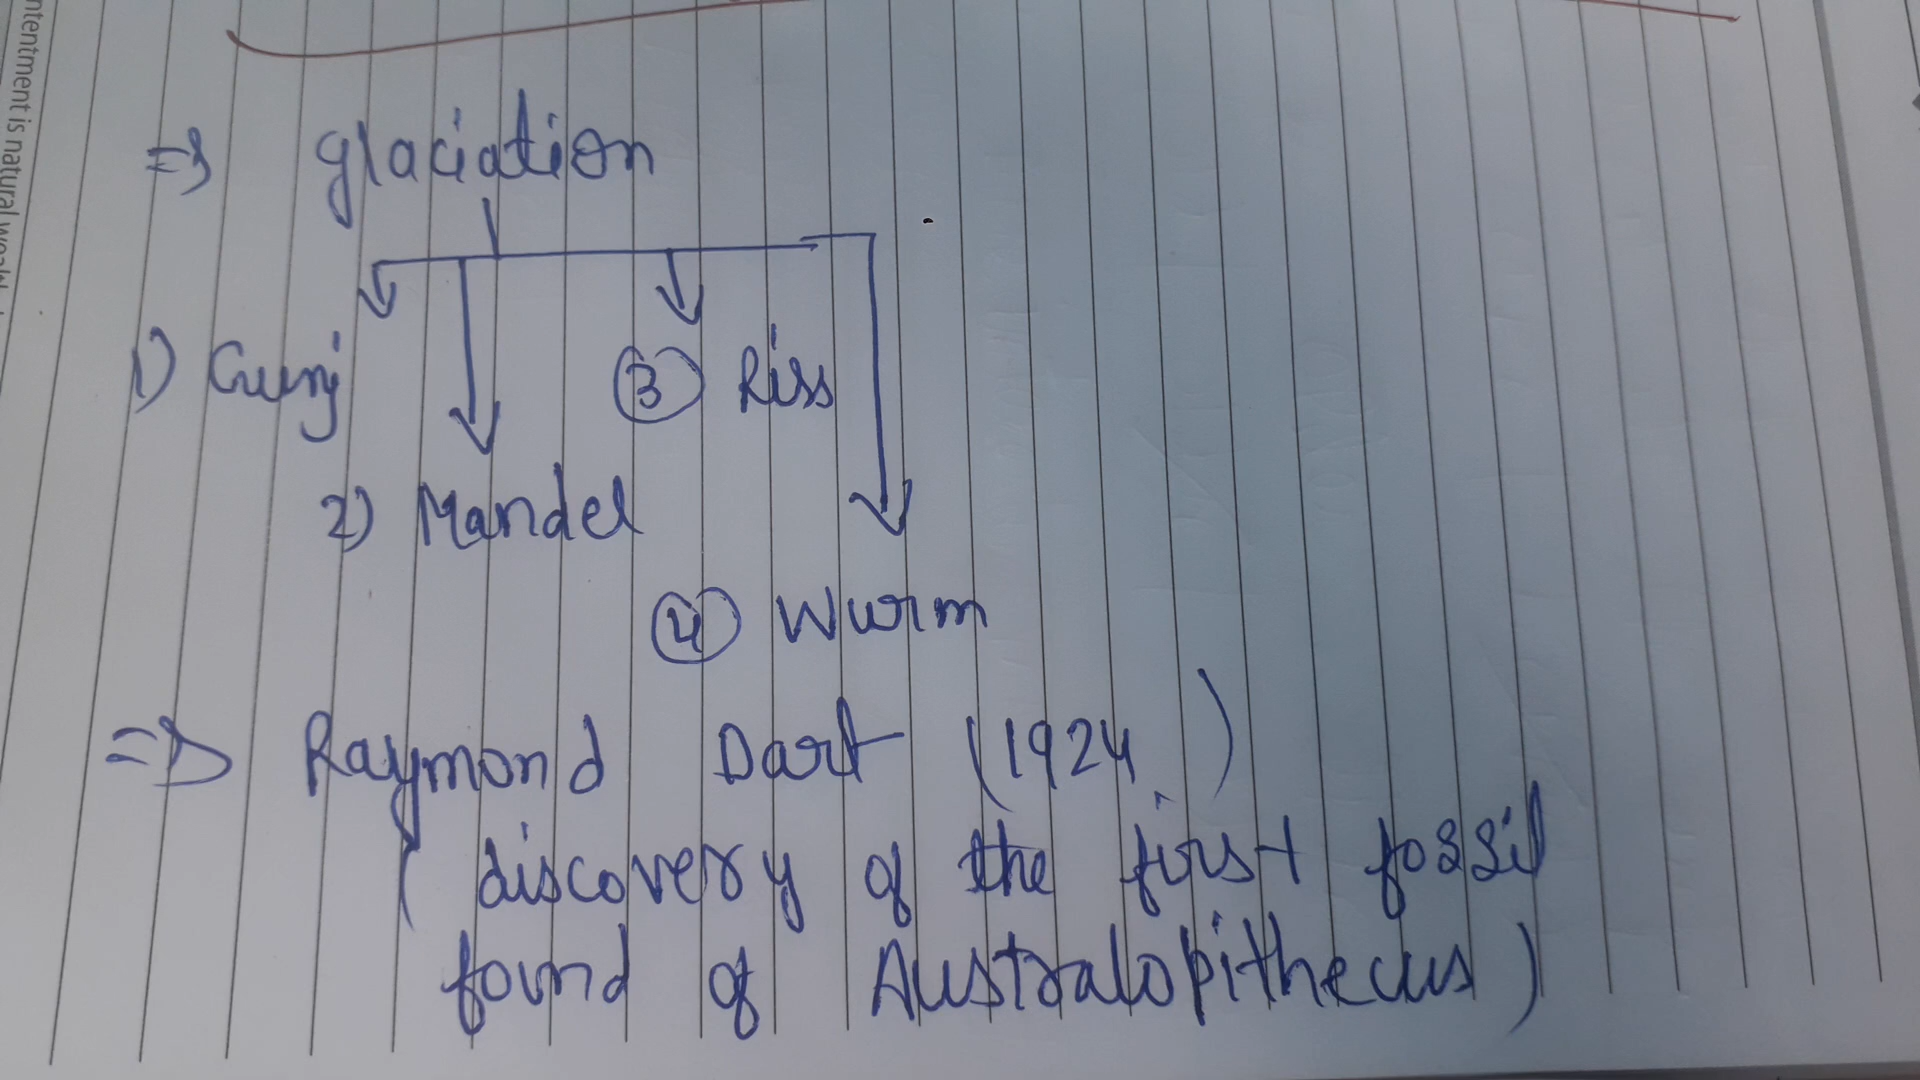 ntentment is natural wealt
=> glaciation
1) Gunj
③ Riss
2) Mandel
④ Wurm
=> Raymond Dart (1924)
( discovery of the first fossil
found of Australopithecus )